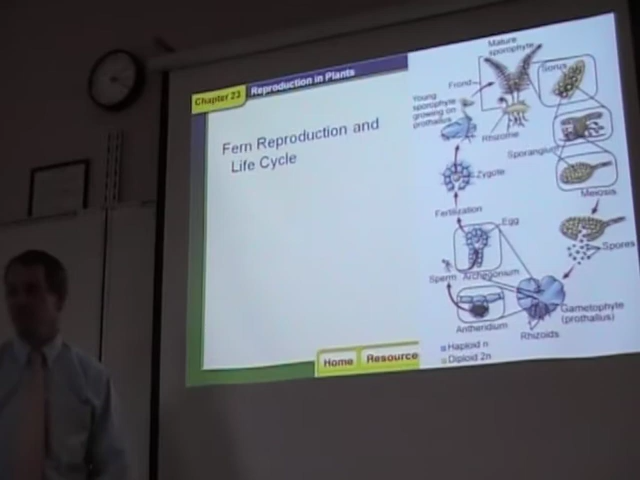 Chapter 23
Reproduction in Plants
Fern Reproduction and
Life Cycle
Mature
sporophyte
Sorus
Frond
Young
sporophyte
growing on
prothallus
Rhizome
Sporangium
Zygote
Meiosis
Fertilization
Egg
Spores
Sperm
Archegonium
Gametophyte
(prothallus)
Antheridium
Rhizoids
Haploid n
Diploid 2n
Home
Resource